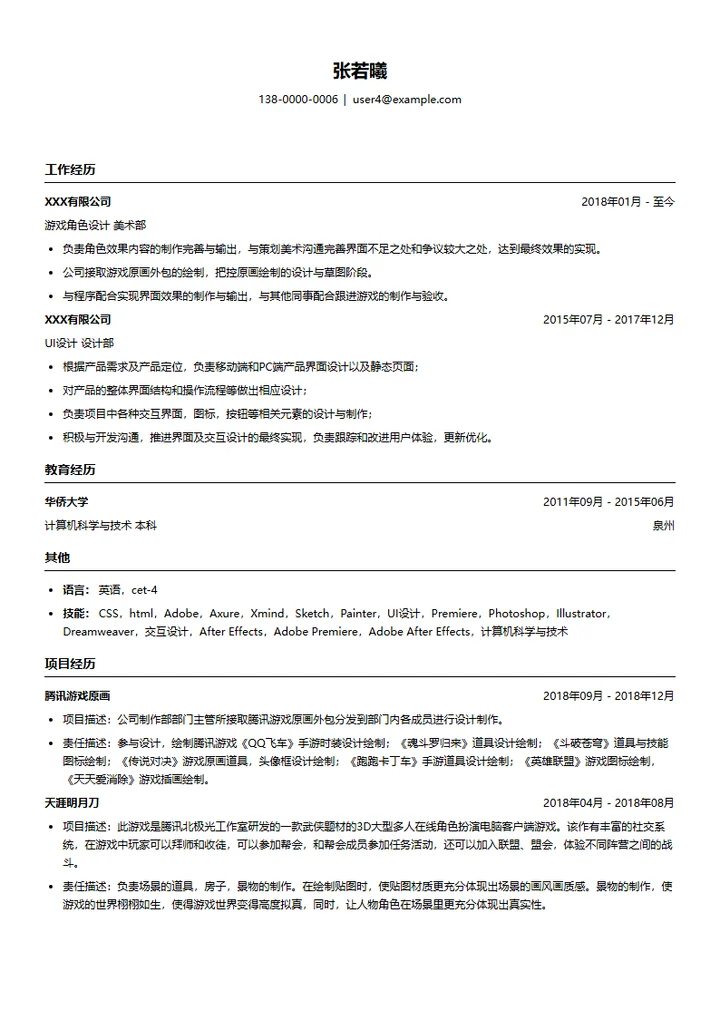 张若曦
138-0000-0006 | user4@example.com
工作经历
XXX有限公司 2018年01月 - 至今
游戏角色设计 美术部
• 负责角色效果内容的制作完善与输出，与策划美术沟通完善界面不足之处和争议较大之处，达到最终效果的实现。
• 公司接取游戏原画外包的绘制，把控原画绘制的设计与草图阶段。
• 与程序配合实现界面效果的制作与输出，与其他同事配合跟进游戏的制作与验收。
XXX有限公司 2015年07月 - 2017年12月
UI设计 设计部
• 根据产品需求及产品定位，负责移动端和PC端产品界面设计以及静态页面；
• 对产品的整体界面结构和操作流程等做出相应设计；
• 负责项目中各种交互界面，图标，按钮等相关元素的设计与制作；
• 积极与开发沟通，推进界面及交互设计的最终实现，负责跟踪和改进用户体验，更新优化。
教育经历
华侨大学 2011年09月 - 2015年06月
计算机科学与技术 本科 泉州
其他
• 语言： 英语，cet-4
• 技能： CSS，html，Adobe，Axure，Xmind，Sketch，Painter，UI设计，Premiere，Photoshop，Illustrator，
Dreamweaver，交互设计，After Effects，Adobe Premiere，Adobe After Effects，计算机科学与技术
项目经历
腾讯游戏原画 2018年09月 - 2018年12月
• 项目描述：公司制作部部门主管所接取腾讯游戏原画外包分发到部门内各成员进行设计制作。
• 责任描述：参与设计，绘制腾讯游戏《QQ飞车》手游时装设计绘制；《魂斗罗归来》道具设计绘制；《斗破苍穹》道具与技能
图标绘制；《传说对决》游戏原画道具，头像框设计绘制；《跑跑卡丁车》手游道具设计绘制；《英雄联盟》游戏图标绘制，
《天天爱消除》游戏插画绘制。
天涯明月刀 2018年04月 - 2018年08月
• 项目描述：此游戏是腾讯北极光工作室研发的一款武侠题材的3D大型多人在线角色扮演电脑客户端游戏。该作有丰富的社交系
统，在游戏中玩家可以拜师和收徒，可以参加帮会，和帮会成员参加任务活动，还可以加入联盟、盟会，体验不同阵营之间的战
斗。
• 责任描述：负责场景的道具，房子，景物的制作。在绘制贴图时，使贴图材质更充分体现出场景的画风画质感。景物的制作，使
游戏的世界栩栩如生，使得游戏世界变得高度拟真，同时，让人物角色在场景里更充分体现出真实性。